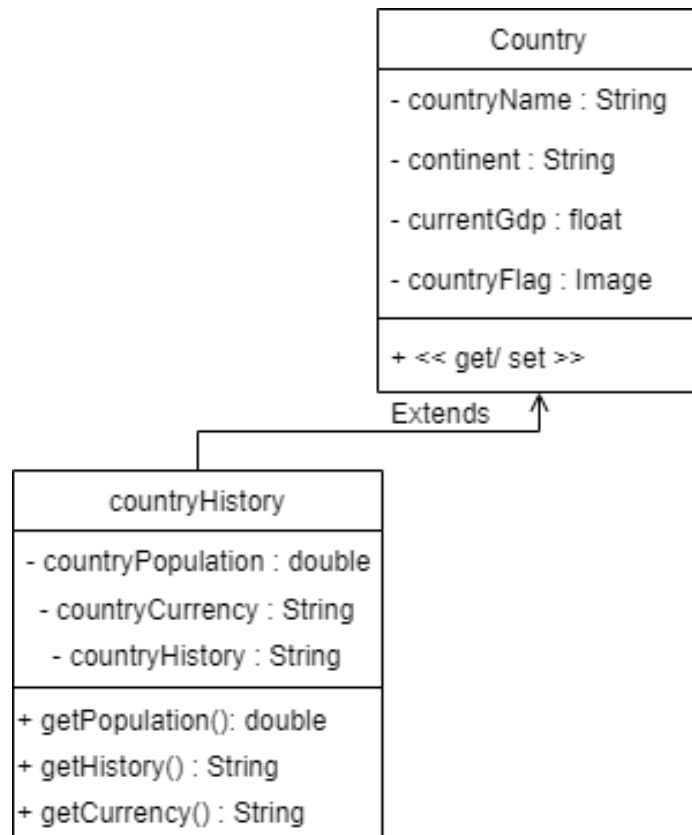 Country
- countryName : String
- continent : String
- currentGdp : float
- countryFlag : Image
+ << get/ set >>
Extends
countryHistory
- countryPopulation : double
- countryCurrency : String
- countryHistory : String
+ getPopulation(): double
+ getHistory() : String
+ getCurrency() : String